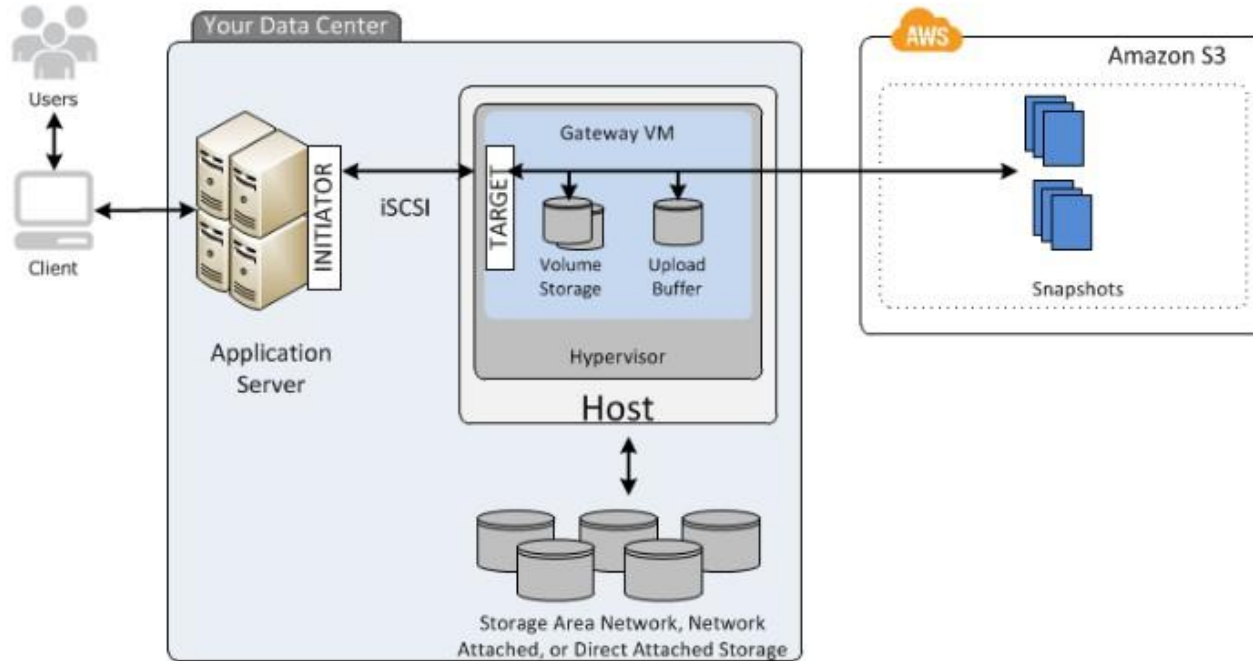 Your Data Center
AWS
Amazon S3
Users
Client
INITIATOR
iSCSI
TARGET
Gateway VM
Volume
Storage
Upload
Buffer
Snapshots
Application
Server
Hypervisor
Host
Storage Area Network, Network
Attached, or Direct Attached Storage